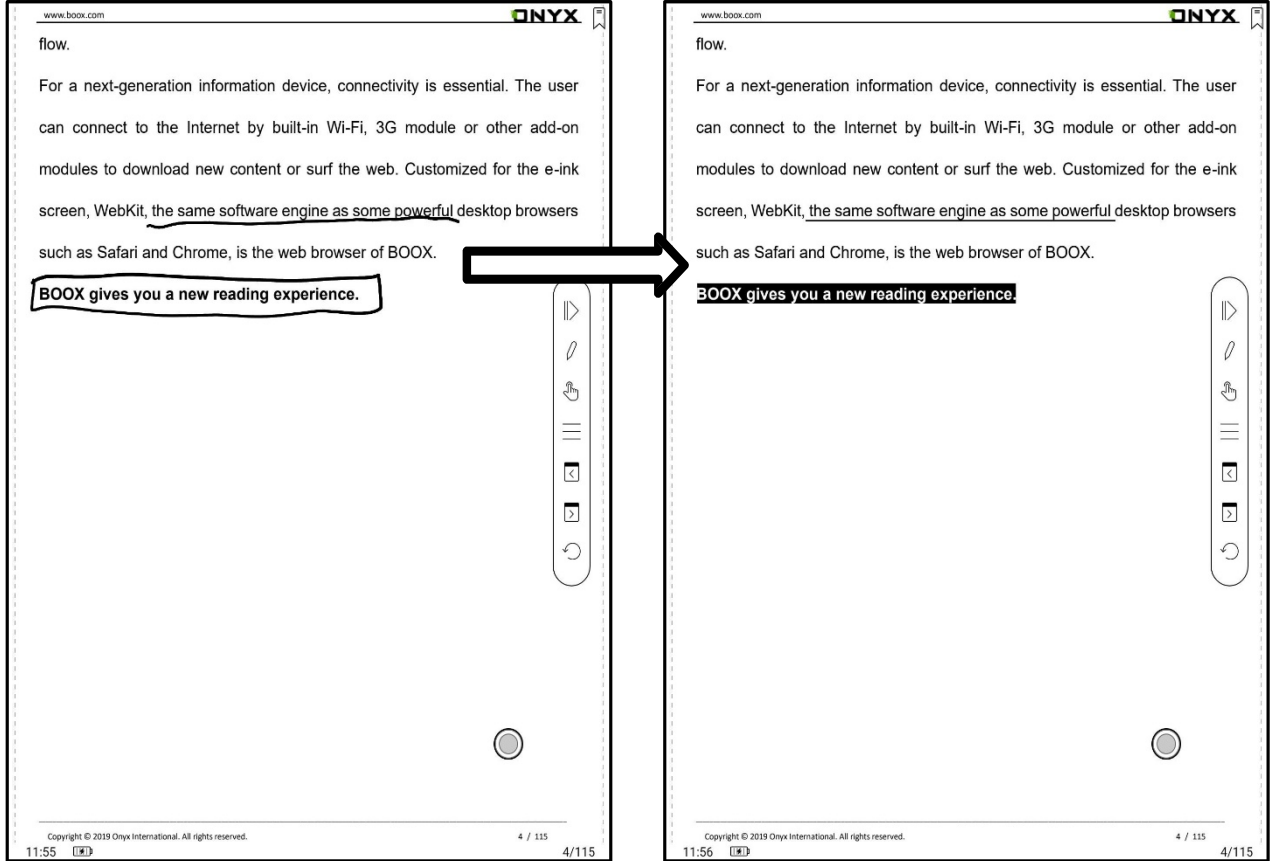 www.boox.com ONYX
flow.
For a next-generation information device, connectivity is essential. The user
can connect to the Internet by built-in Wi-Fi, 3G module or other add-on
modules to download new content or surf the web. Customized for the e-ink
screen, WebKit, the same software engine as some powerful desktop browsers
such as Safari and Chrome, is the web browser of BOOX.
BOOX gives you a new reading experience.
Copyright © 2019 Onyx International. All rights reserved. 4 / 115
11:55 4/115
www.boox.com ONYX
flow.
For a next-generation information device, connectivity is essential. The user
can connect to the Internet by built-in Wi-Fi, 3G module or other add-on
modules to download new content or surf the web. Customized for the e-ink
screen, WebKit, the same software engine as some powerful desktop browsers
such as Safari and Chrome, is the web browser of BOOX.
BOOX gives you a new reading experience.
Copyright © 2019 Onyx International. All rights reserved. 4 / 115
11:56 4/115